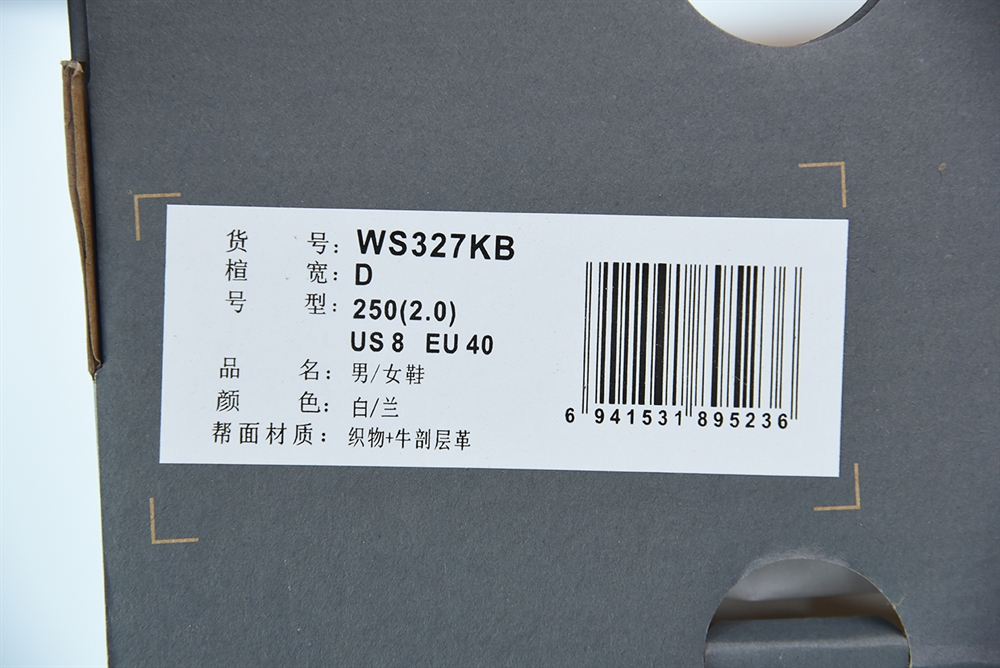 货号：WS327KB
楦宽：D
号型：250(2.0)
US 8 EU 40
品名：男/女鞋
颜色：白/兰
帮面材质：织物+牛剖层革
6 941531 895236